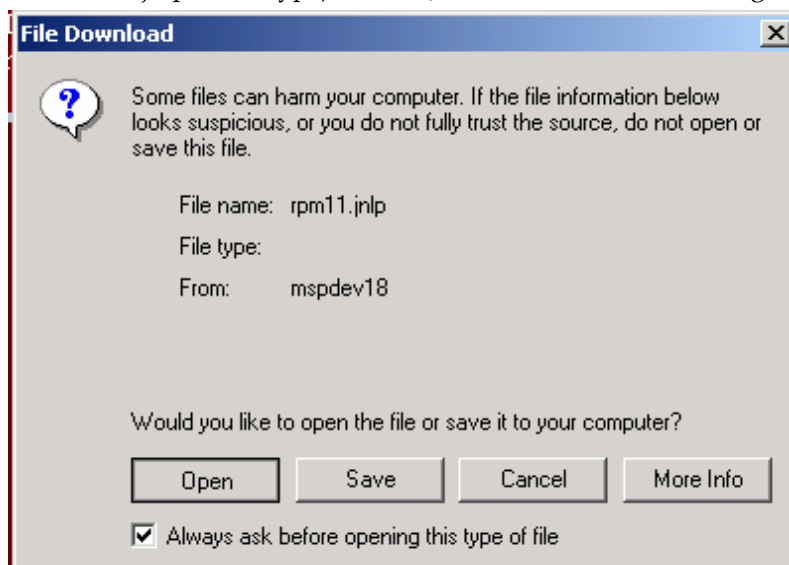 File Download
Some files can harm your computer. If the file information below
looks suspicious, or you do not fully trust the source, do not open or
save this file.
File name: rpm11.jnlp
File type:
From: mspdev18
Would you like to open the file or save it to your computer?
Open Save Cancel More Info
Always ask before opening this type of file